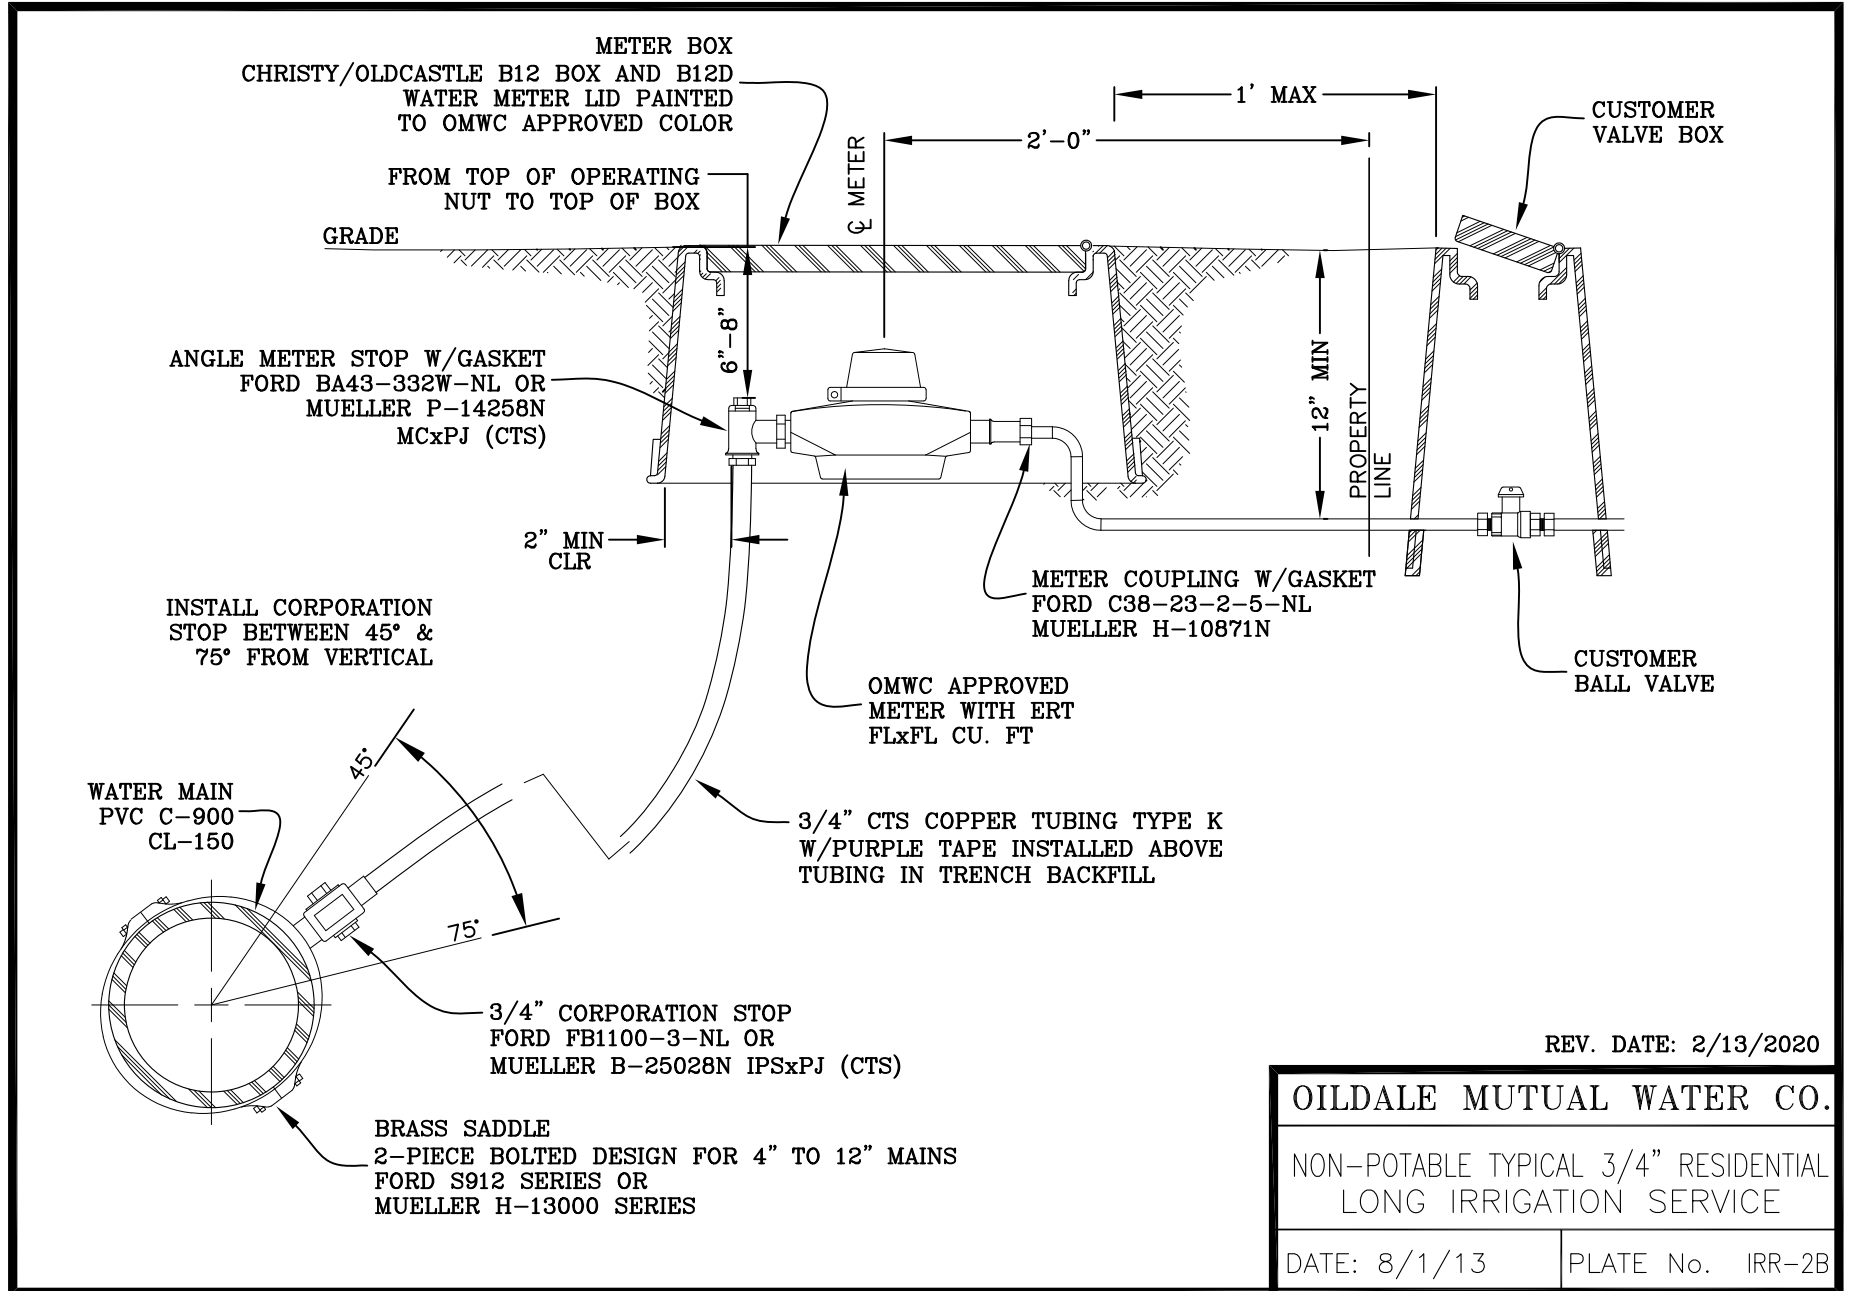 METER BOX
CHRISTY/OLDCASTLE B12 BOX AND B12D
WATER METER LID PAINTED
TO OMWC APPROVED COLOR
FROM TOP OF OPERATING
NUT TO TOP OF BOX
GRADE
℄ METER
2'-0"
1' MAX
CUSTOMER
VALVE BOX
6"-8"
12" MIN
PROPERTY
LINE
ANGLE METER STOP W/GASKET
FORD BA43-332W-NL OR
MUELLER P-14258N
MCxPJ (CTS)
2" MIN
CLR
METER COUPLING W/GASKET
FORD C38-23-2-5-NL
MUELLER H-10871N
CUSTOMER
BALL VALVE
INSTALL CORPORATION
STOP BETWEEN 45° &
75° FROM VERTICAL
OMWC APPROVED
METER WITH ERT
FLxFL CU. FT
45°
75°
WATER MAIN
PVC C-900
CL-150
3/4" CTS COPPER TUBING TYPE K
W/PURPLE TAPE INSTALLED ABOVE
TUBING IN TRENCH BACKFILL
3/4" CORPORATION STOP
FORD FB1100-3-NL OR
MUELLER B-25028N IPSxPJ (CTS)
BRASS SADDLE
2-PIECE BOLTED DESIGN FOR 4" TO 12" MAINS
FORD S912 SERIES OR
MUELLER H-13000 SERIES
REV. DATE: 2/13/2020
OILDALE MUTUAL WATER CO.
NON-POTABLE TYPICAL 3/4" RESIDENTIAL
LONG IRRIGATION SERVICE
DATE: 8/1/13
PLATE No. IRR-2B